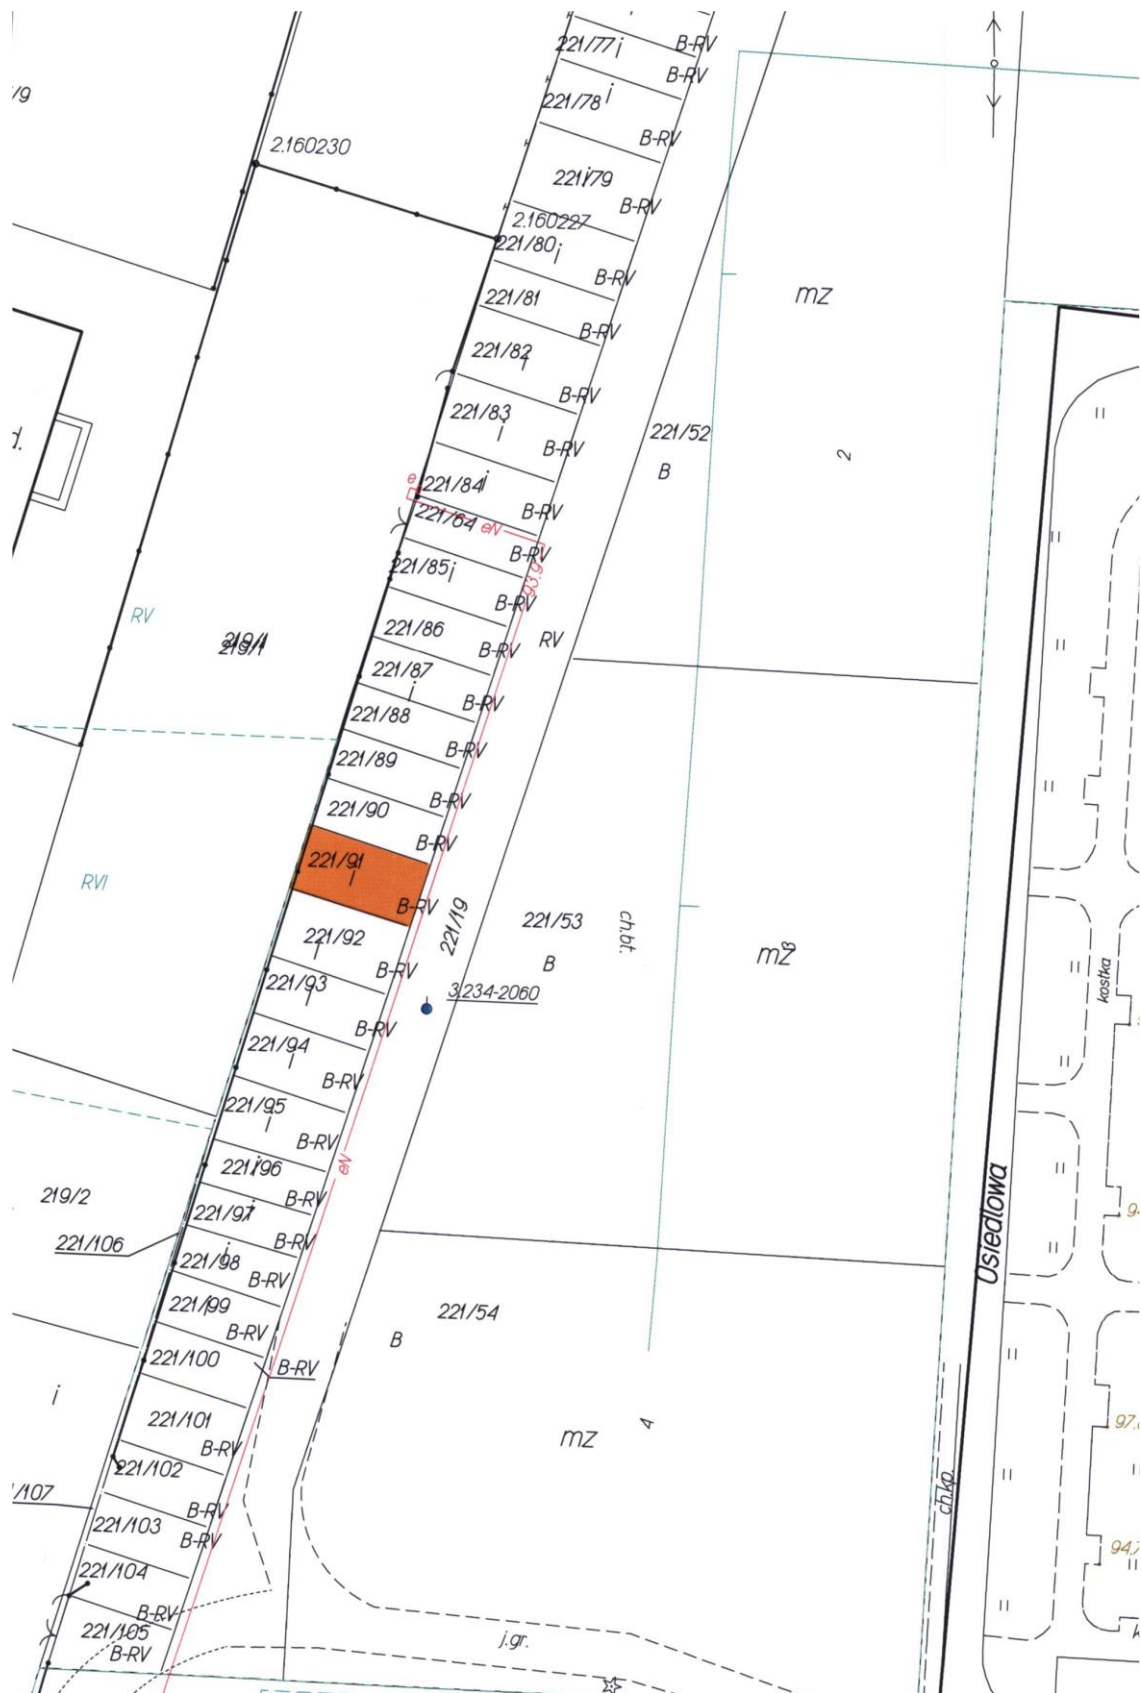 221/77 i
B-RV
B-RV
221/78 i
/9
B-RV
2.160230
221/79 i
B-RV
2.160227
221/80 i
B-RV
221/81
mz
B-RV
221/82 i
B-RV
221/83 i
221/52
B-RV
B
2
d.
e
221/84 i
B-RV
221/64
eN
B-RV
221/85 i
93.9
B-RV
RV
221/86
RV
B-RV
219/1
221/87 i
B-RV
221/88
B-RV
221/89
B-RV
221/90
B-RV
221/91 i
RVI
B-RV
221/19
221/53
ch.bt.
221/92 i
mz
B
B-RV
kostka
221/93 i
3.234-2060
B-RV
221/94 i
B-RV
221/95 i
B-RV
eN
221/96 i
219/2
B-RV
Osiedlowa
221/97 i
221/106
B-RV
221/98 i
B-RV
221/99
221/54
B-RV
B
221/100
B-RV
i
221/101
4
mz
97.
B-RV
221/102
/107
ch.kp.
B-RV
221/103
B-RV
94.7
221/104
B-RV
221/105
j.gr.
B-RV
k